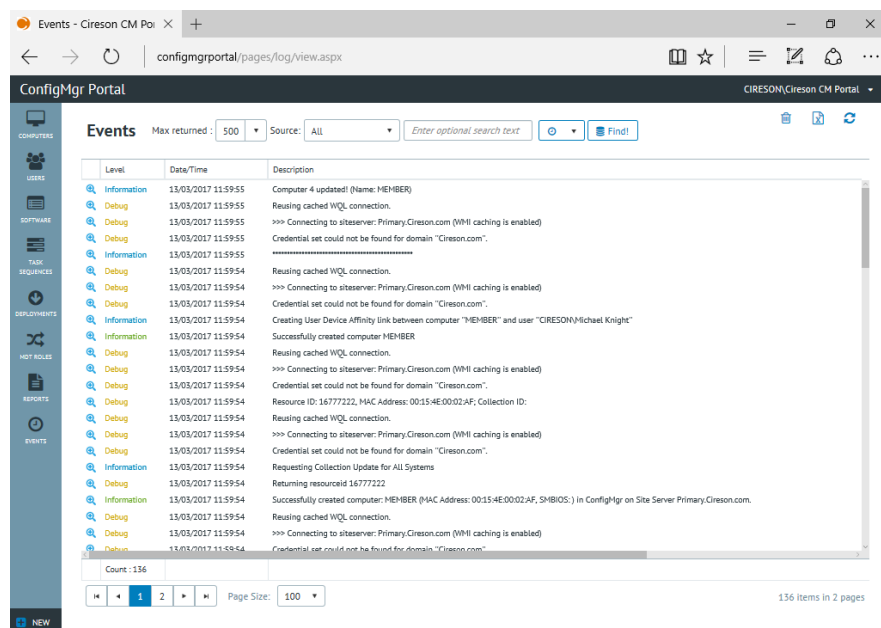 Events - Cireson CM Por
configmgrportal/pages/log/view.aspx
ConfigMgr Portal
CIRESON\Cireson CM Portal
COMPUTERS
USERS
SOFTWARE
TASK SEQUENCES
DEPLOYMENTS
MDT ROLES
REPORTS
EVENTS
NEW
Events Max returned : 500 Source: All Enter optional search text Find!
Level Date/Time Description
Information 13/03/2017 11:59:55 Computer 4 updated! (Name: MEMBER)
Debug 13/03/2017 11:59:55 Reusing cached WQL connection.
Debug 13/03/2017 11:59:55 >>> Connecting to siteserver: Primary.Cireson.com (WMI caching is enabled)
Debug 13/03/2017 11:59:55 Credential set could not be found for domain "Cireson.com".
Information 13/03/2017 11:59:55 ************************************************
Debug 13/03/2017 11:59:54 Reusing cached WQL connection.
Debug 13/03/2017 11:59:54 >>> Connecting to siteserver: Primary.Cireson.com (WMI caching is enabled)
Debug 13/03/2017 11:59:54 Credential set could not be found for domain "Cireson.com".
Information 13/03/2017 11:59:54 Creating User Device Affinity link between computer "MEMBER" and user "CIRESON\Michael Knight"
Information 13/03/2017 11:59:54 Successfully created computer MEMBER
Debug 13/03/2017 11:59:54 Reusing cached WQL connection.
Debug 13/03/2017 11:59:54 >>> Connecting to siteserver: Primary.Cireson.com (WMI caching is enabled)
Debug 13/03/2017 11:59:54 Credential set could not be found for domain "Cireson.com".
Debug 13/03/2017 11:59:54 Resource ID: 16777222, MAC Address: 00:15:4E:00:02:AF; Collection ID:
Debug 13/03/2017 11:59:54 Reusing cached WQL connection.
Debug 13/03/2017 11:59:54 >>> Connecting to siteserver: Primary.Cireson.com (WMI caching is enabled)
Debug 13/03/2017 11:59:54 Credential set could not be found for domain "Cireson.com".
Information 13/03/2017 11:59:54 Requesting Collection Update for All Systems
Debug 13/03/2017 11:59:54 Returning resourceid 16777222
Information 13/03/2017 11:59:54 Successfully created computer: MEMBER (MAC Address: 00:15:4E:00:02:AF, SMBIOS: ) in ConfigMgr on Site Server Primary.Cireson.com.
Debug 13/03/2017 11:59:54 Reusing cached WQL connection.
Debug 13/03/2017 11:59:54 >>> Connecting to siteserver: Primary.Cireson.com (WMI caching is enabled)
Debug 13/03/2017 11:59:54 Credential set could not be found for domain "Cireson.com".
Count : 136
1 2 Page Size: 100 136 items in 2 pages